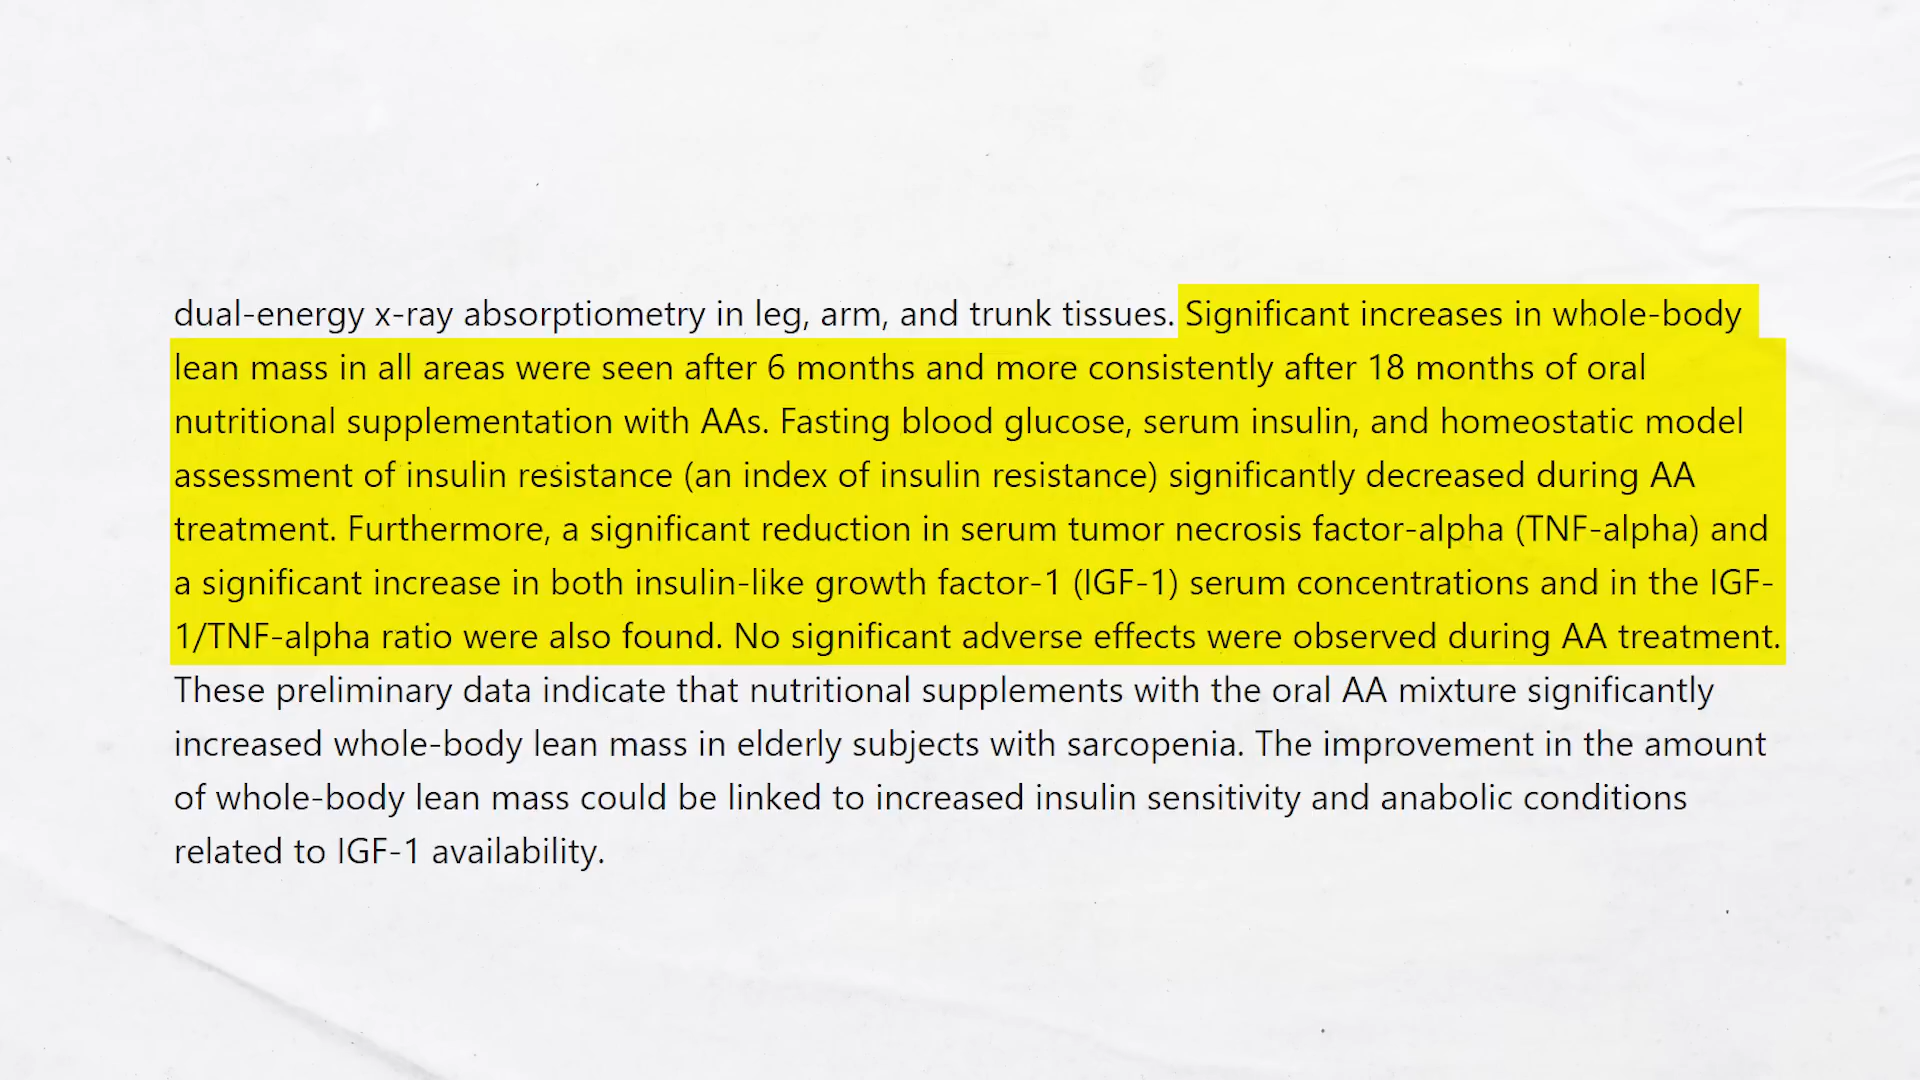 dual-energy x-ray absorptiometry in leg, arm, and trunk tissues. Significant increases in whole-body
lean mass in all areas were seen after 6 months and more consistently after 18 months of oral
nutritional supplementation with AAs. Fasting blood glucose, serum insulin, and homeostatic model
assessment of insulin resistance (an index of insulin resistance) significantly decreased during AA
treatment. Furthermore, a significant reduction in serum tumor necrosis factor-alpha (TNF-alpha) and
a significant increase in both insulin-like growth factor-1 (IGF-1) serum concentrations and in the IGF-
1/TNF-alpha ratio were also found. No significant adverse effects were observed during AA treatment.
These preliminary data indicate that nutritional supplements with the oral AA mixture significantly
increased whole-body lean mass in elderly subjects with sarcopenia. The improvement in the amount
of whole-body lean mass could be linked to increased insulin sensitivity and anabolic conditions
related to IGF-1 availability.